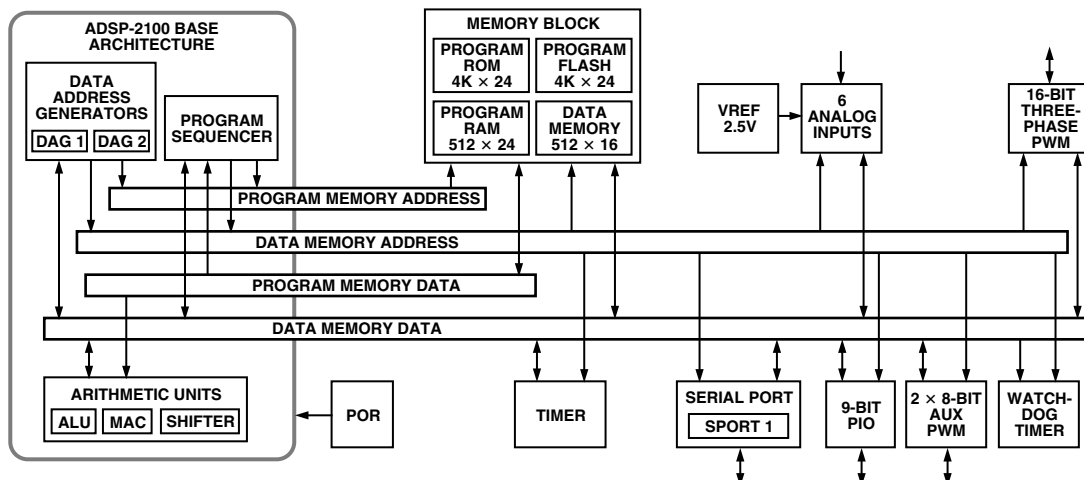 ADSP-2100 BASE
ARCHITECTURE
DATA
ADDRESS
GENERATORS
DAG 1
DAG 2
PROGRAM
SEQUENCER
MEMORY BLOCK
PROGRAM
ROM
4K × 24
PROGRAM
FLASH
4K × 24
PROGRAM
RAM
512 × 24
DATA
MEMORY
512 × 16
VREF
2.5V
6
ANALOG
INPUTS
16-BIT
THREE-
PHASE
PWM
PROGRAM MEMORY ADDRESS
DATA MEMORY ADDRESS
PROGRAM MEMORY DATA
DATA MEMORY DATA
ARITHMETIC UNITS
ALU
MAC
SHIFTER
POR
TIMER
SERIAL PORT
SPORT 1
9-BIT
PIO
2 × 8-BIT
AUX
PWM
WATCH-
DOG
TIMER